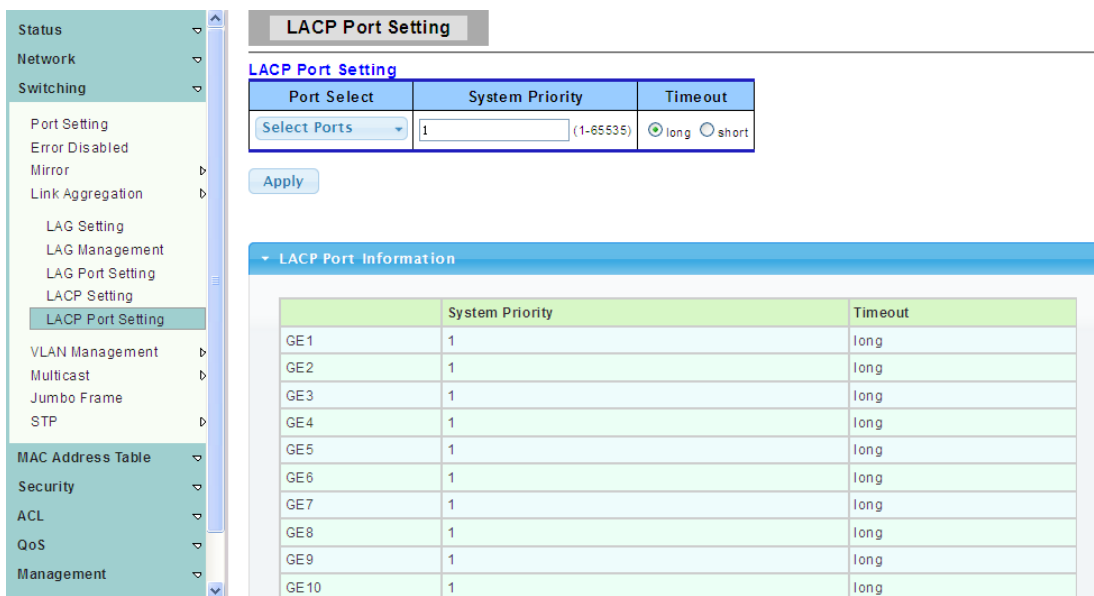 Status
Network
Switching
Port Setting
Error Disabled
Mirror
Link Aggregation
LAG Setting
LAG Management
LAG Port Setting
LACP Setting
LACP Port Setting
VLAN Management
Multicast
Jumbo Frame
STP
MAC Address Table
Security
ACL
QoS
Management
LACP Port Setting
LACP Port Setting
Port Select System Priority Timeout
Select Ports 1 (1-65535) long short
Apply
LACP Port Information
System Priority Timeout
GE1 1 long
GE2 1 long
GE3 1 long
GE4 1 long
GE5 1 long
GE6 1 long
GE7 1 long
GE8 1 long
GE9 1 long
GE10 1 long